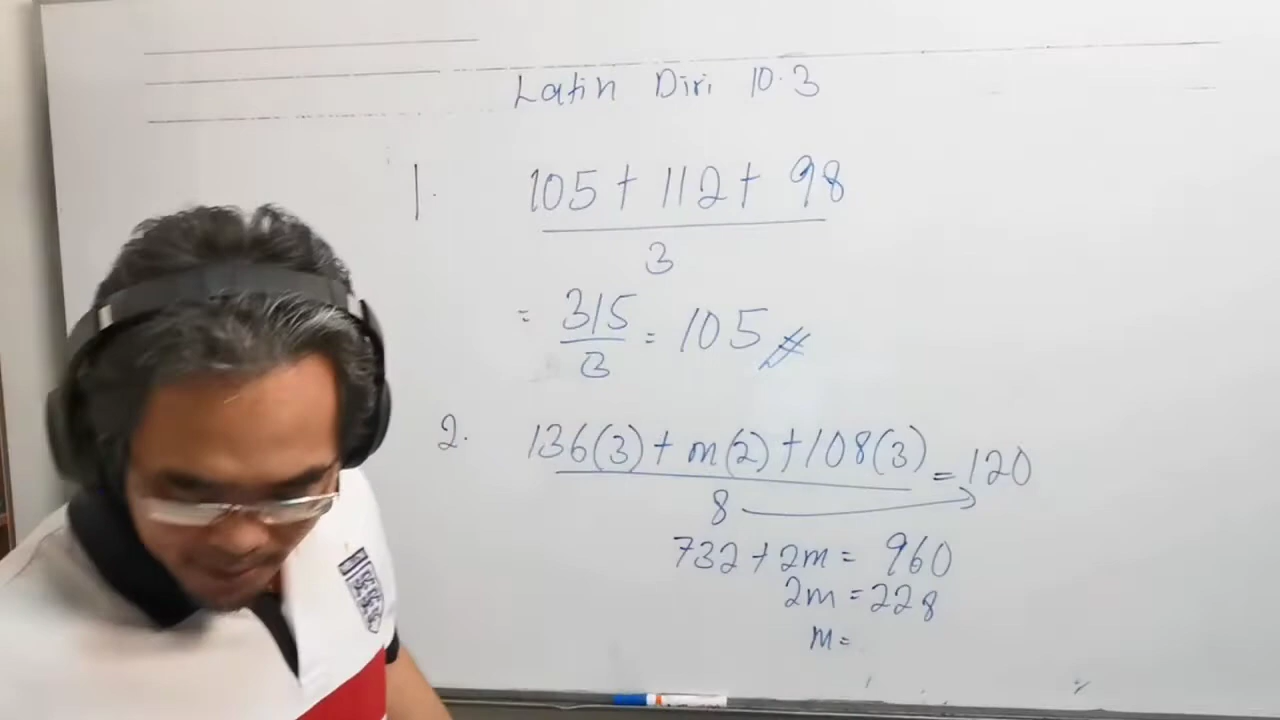 Latin Diri 10.3
1. 105 + 112 + 98
3
= 315/3 = 105
2. 136(3) + m(2) + 108(3) = 120
8
732 + 2m = 960
2m = 228
m =